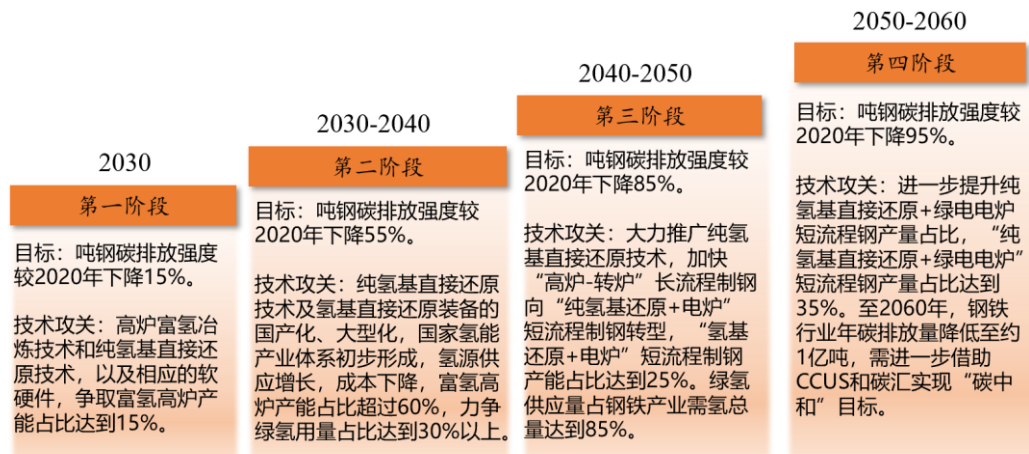 2030
第一阶段
目标：吨钢碳排放强度
较2020年下降15%。
技术攻关：高炉富氢冶
炼技术和纯氢基直接还
原技术，以及相应的软
硬件，争取富氢高炉产
能占比达到15%。
2030-2040
第二阶段
目标：吨钢碳排放强度较
2020年下降55%。
技术攻关：纯氢基直接还原
技术及氢基直接还原装备的
国产化、大型化，国家氢能
产业体系初步形成，氢源供
应增长，成本下降，富氢高
炉产能占比超过60%，力争
绿氢用量占比达到30%以上。
2040-2050
第三阶段
目标：吨钢碳排放强度较
2020年下降85%。
技术攻关：大力推广纯氢
基直接还原技术，加快
“高炉-转炉”长流程制钢
向“纯氢基还原+电炉”
短流程制钢转型，“氢基
还原+电炉”短流程制钢
产能占比达到25%。绿氢
供应量占钢铁产业需氢总
量达到85%。
2050-2060
第四阶段
目标：吨钢碳排放强度较
2020年下降95%。
技术攻关：进一步提升纯
氢基直接还原+绿电电炉
短流程钢产量占比，“纯
氢基直接还原+绿电电炉”
短流程钢产量占比达到
35%。至2060年，钢铁
行业年碳排放量降低至约
1亿吨，需进一步借助
CCUS和碳汇实现“碳中
和”目标。